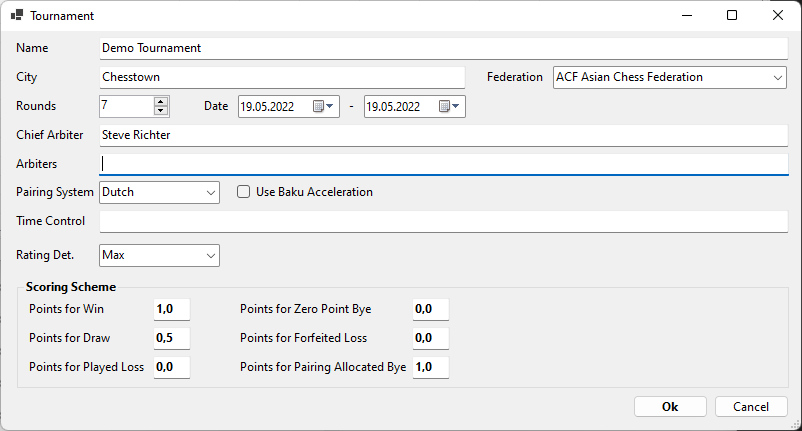 Tournament
Name Demo Tournament
City Chesstown Federation ACF Asian Chess Federation
Rounds 7 Date 19.05.2022 - 19.05.2022
Chief Arbiter Steve Richter
Arbiters
Pairing System Dutch Use Baku Acceleration
Time Control
Rating Det. Max
Scoring Scheme
Points for Win 1,0 Points for Zero Point Bye 0,0
Points for Draw 0,5 Points for Forfeited Loss 0,0
Points for Played Loss 0,0 Points for Pairing Allocated Bye 1,0
Ok Cancel